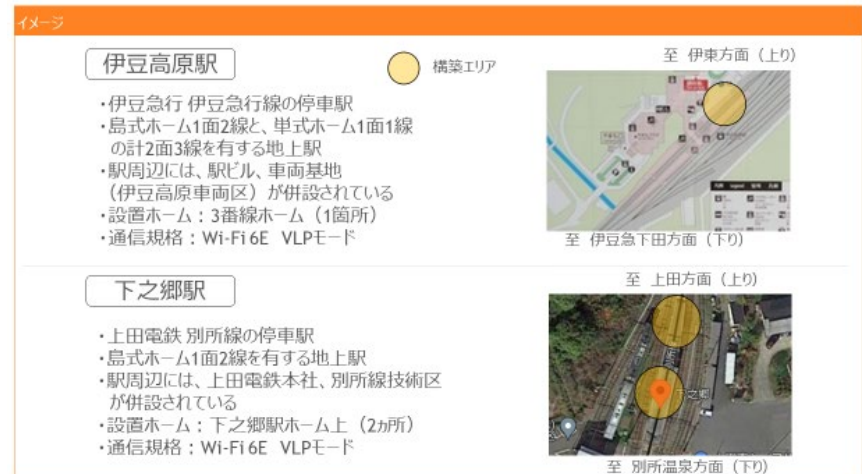 イメージ
伊豆高原駅
構築エリア
至 伊東方面（上り）
・伊豆急行 伊豆急行線の停車駅
・島式ホーム1面2線と、単式ホーム1面1線
の計2面3線を有する地上駅
・駅周辺には、駅ビル、車両基地
（伊豆高原車両区）が併設されている
・設置ホーム：3番線ホーム（1箇所）
・通信規格：Wi-Fi 6E VLPモード
至 伊豆急下田方面（下り）
下之郷駅
至 上田方面（上り）
・上田電鉄 別所線の停車駅
・島式ホーム1面2線を有する地上駅
・駅周辺には、上田電鉄本社、別所線技術区
が併設されている
・設置ホーム：下之郷駅ホーム上（2ヵ所）
・通信規格：Wi-Fi 6E VLPモード
下之郷
至 別所温泉方面（下り）